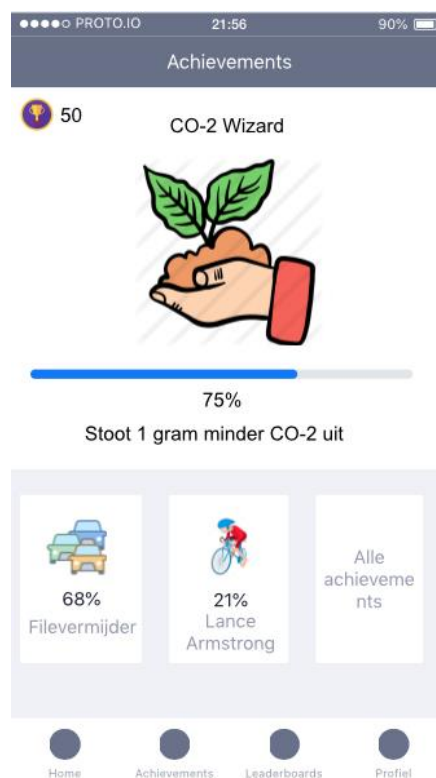 PROTO.IO 21:56 90%
Achievements
50
CO-2 Wizard
75%
Stoot 1 gram minder CO-2 uit
68%
Filevermijder
21%
Lance
Armstrong
Alle
achieveme
nts
Home Achievements Leaderboards Profiel